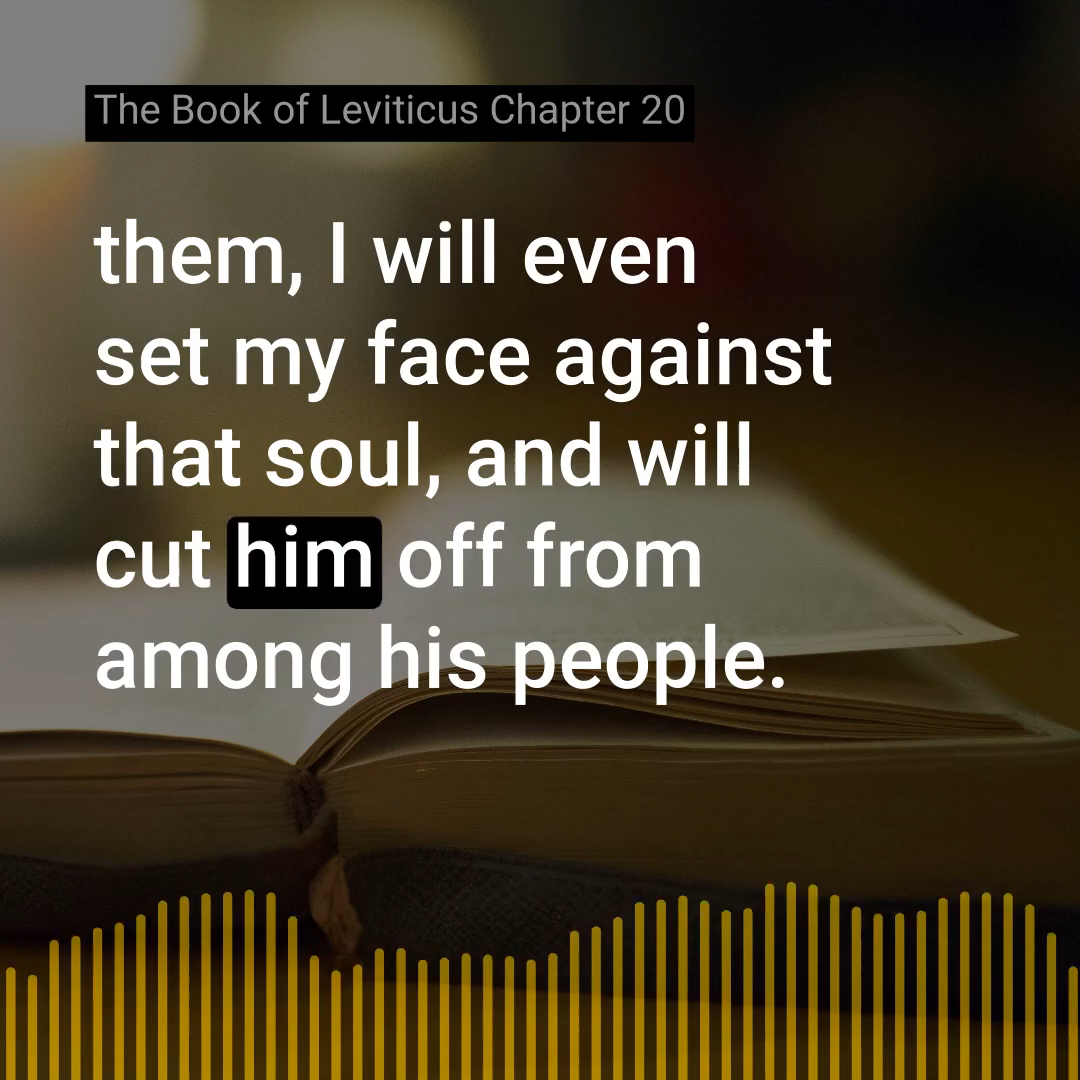 The Book of Leviticus Chapter 20
them, I will even
set my face against
that soul, and will
cut him off from
among his people.